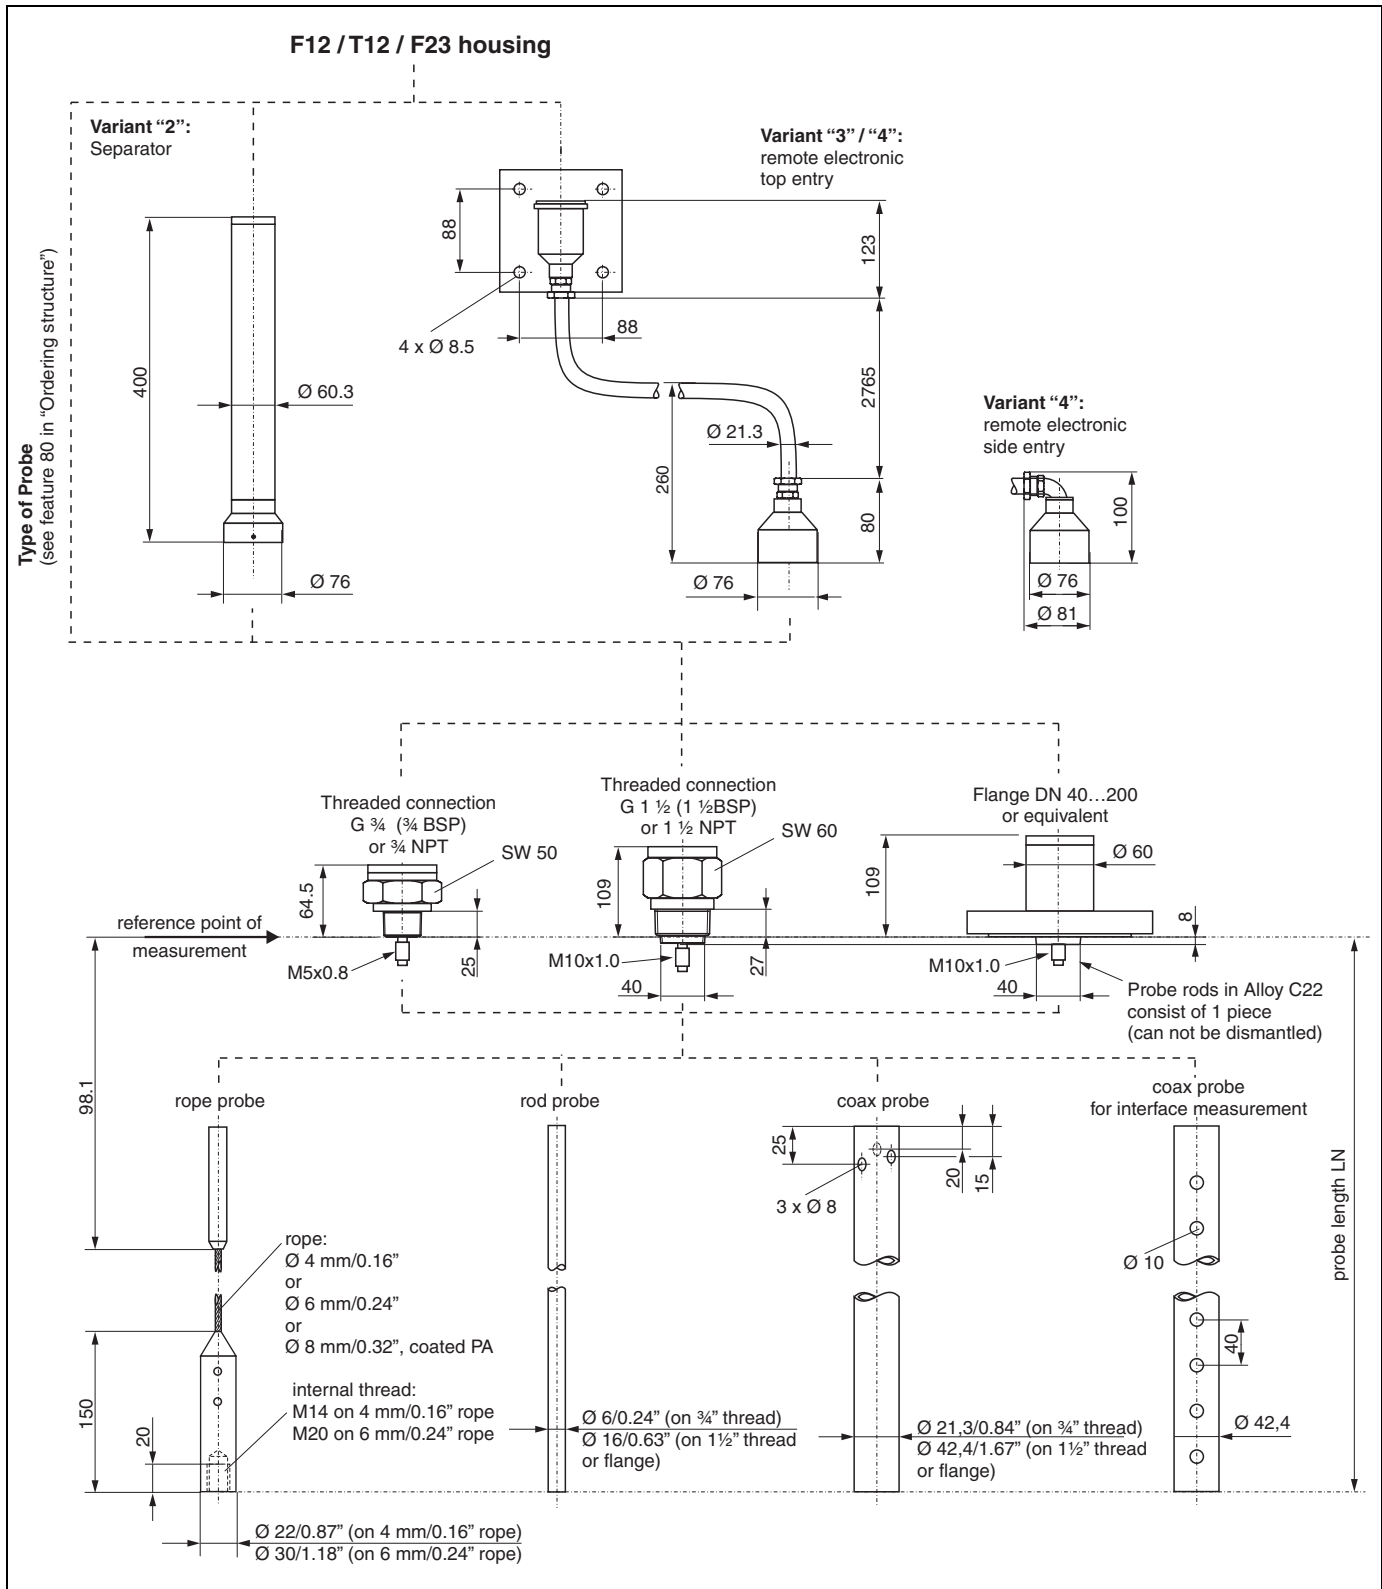 F12 / T12 / F23 housing
Variant “2”:
Separator
Variant “3” / “4”:
remote electronic
top entry
88
123
4 x Ø 8.5
88
Type of Probe
(see feature 80 in “Ordering structure”)
400
Ø 60.3
2765
Variant “4”:
remote electronic
side entry
Ø 21.3
260
80
100
Ø 76
Ø 76
Ø 76
Ø 81
Threaded connection
G ¾ (¾ BSP)
or ¾ NPT
SW 50
Threaded connection
G 1 ½ (1 ½BSP)
or 1 ½ NPT
SW 60
Flange DN 40...200
or equivalent
Ø 60
64.5
109
109
reference point of
measurement
8
M5x0.8
25
M10x1.0
27
40
M10x1.0
40
Probe rods in Alloy C22
consist of 1 piece
(can not be dismantled)
98.1
rope probe
rod probe
coax probe
coax probe
for interface measurement
25
20
15
3 x Ø 8
Ø 10
probe length LN
rope:
Ø 4 mm/0.16”
or
Ø 6 mm/0.24”
or
Ø 8 mm/0.32”, coated PA
40
150
internal thread:
M14 on 4 mm/0.16” rope
M20 on 6 mm/0.24” rope
20
Ø 6/0.24” (on ¾” thread)
Ø 16/0.63” (on 1½” thread
or flange)
Ø 21,3/0.84” (on ¾” thread)
Ø 42,4/1.67” (on 1½” thread
or flange)
Ø 42,4
Ø 22/0.87” (on 4 mm/0.16” rope)
Ø 30/1.18” (on 6 mm/0.24” rope)